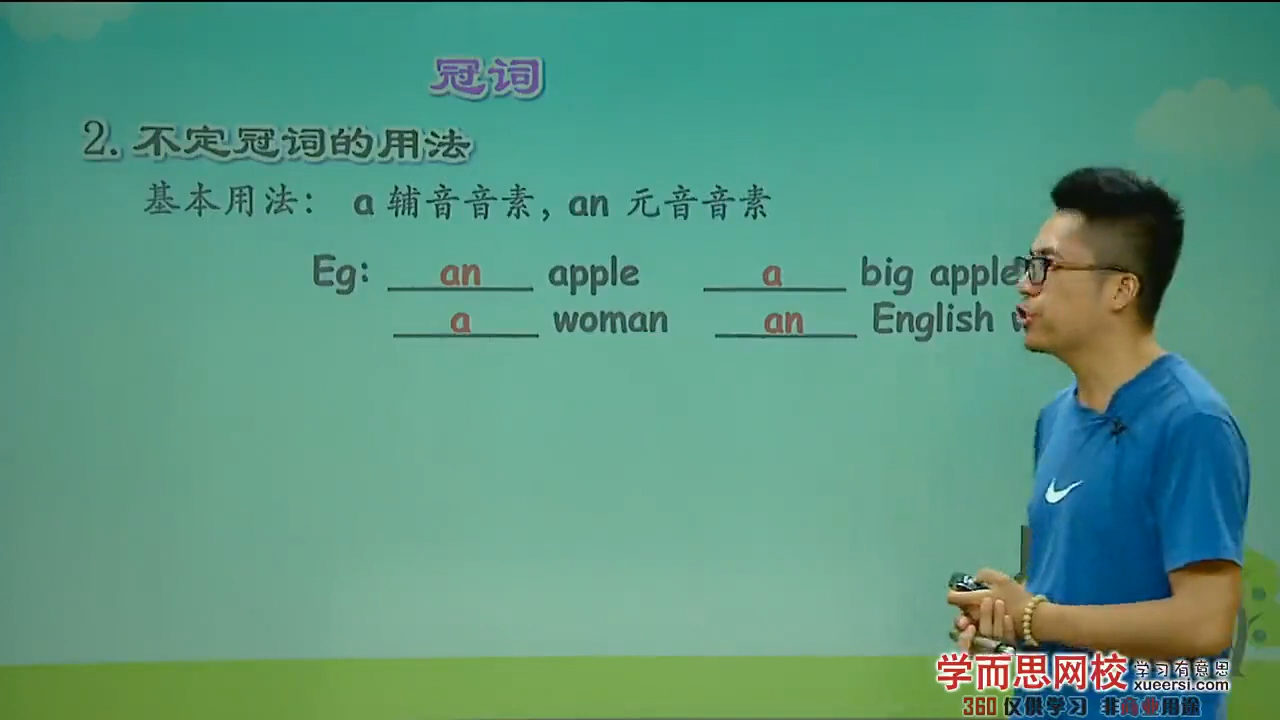 冠词
2. 不定冠词的用法
基本用法： a 辅音音素, an 元音音素
Eg: an apple a big apple
a woman an English
学而思网校 学习有意思
xueersi.com
360 仅供学习 非商业用途